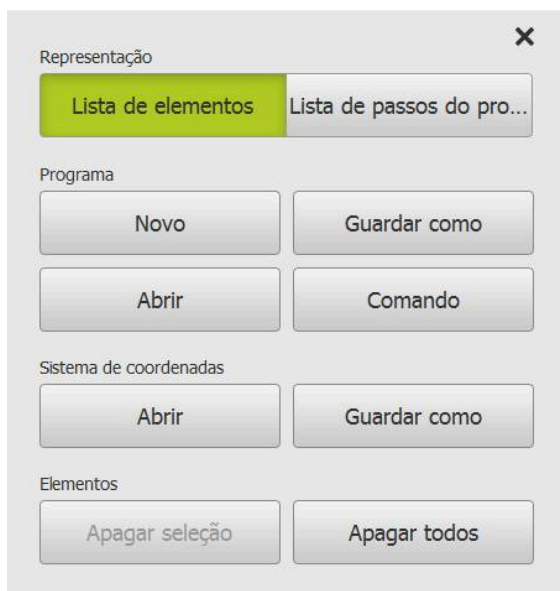 Representação
Lista de elementos Lista de passos do pro...
Programa
Novo Guardar como
Abrir Comando
Sistema de coordenadas
Abrir Guardar como
Elementos
Apagar seleção Apagar todos